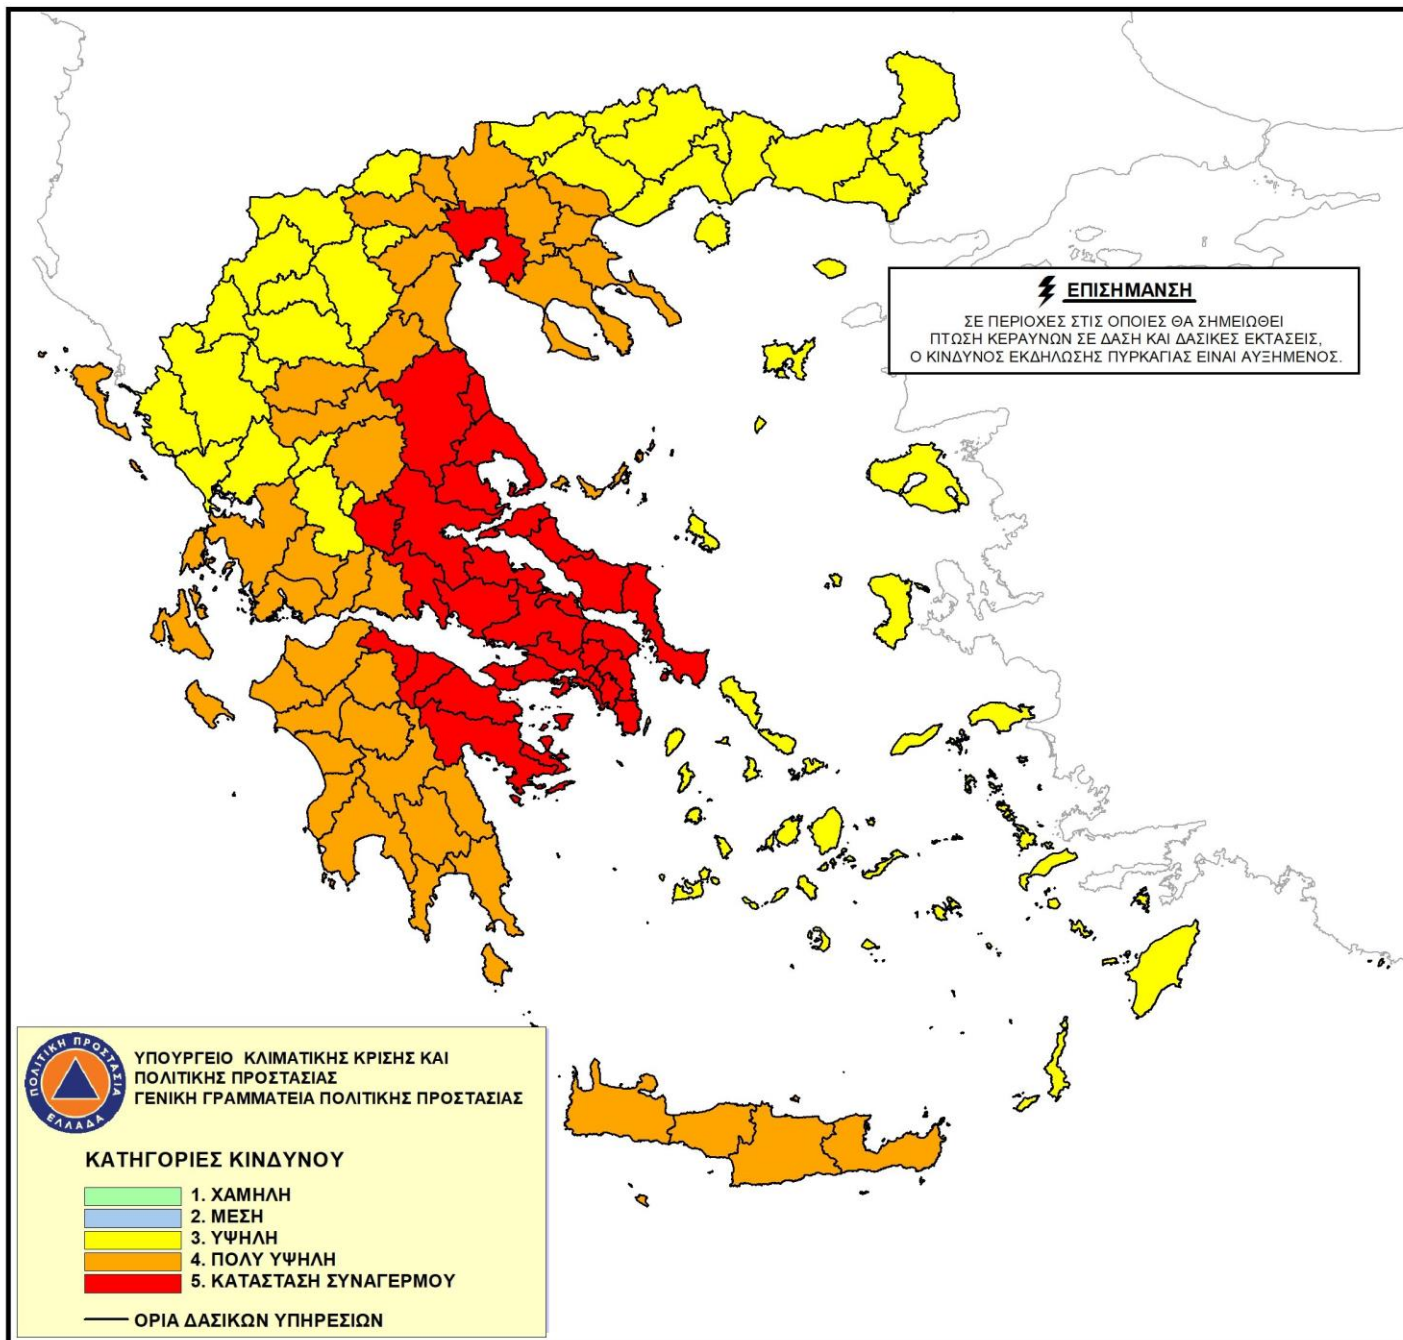 ΕΠΙΣΗΜΑΝΣΗ
ΣΕ ΠΕΡΙΟΧΕΣ ΣΤΙΣ ΟΠΟΙΕΣ ΘΑ ΣΗΜΕΙΩΘΕΙ
ΠΤΩΣΗ ΚΕΡΑΥΝΩΝ ΣΕ ΔΑΣΗ ΚΑΙ ΔΑΣΙΚΕΣ ΕΚΤΑΣΕΙΣ,
Ο ΚΙΝΔΥΝΟΣ ΕΚΔΗΛΩΣΗΣ ΠΥΡΚΑΓΙΑΣ ΕΙΝΑΙ ΑΥΞΗΜΕΝΟΣ.
ΠΟΛΙΤΙΚΗ ΠΡΟΣΤΑΣΙΑ
ΕΛΛΑΔΑ
ΥΠΟΥΡΓΕΙΟ ΚΛΙΜΑΤΙΚΗΣ ΚΡΙΣΗΣ ΚΑΙ
ΠΟΛΙΤΙΚΗΣ ΠΡΟΣΤΑΣΙΑΣ
ΓΕΝΙΚΗ ΓΡΑΜΜΑΤΕΙΑ ΠΟΛΙΤΙΚΗΣ ΠΡΟΣΤΑΣΙΑΣ
ΚΑΤΗΓΟΡΙΕΣ ΚΙΝΔΥΝΟΥ
1. ΧΑΜΗΛΗ
2. ΜΕΣΗ
3. ΥΨΗΛΗ
4. ΠΟΛΥ ΥΨΗΛΗ
5. ΚΑΤΑΣΤΑΣΗ ΣΥΝΑΓΕΡΜΟΥ
ΟΡΙΑ ΔΑΣΙΚΩΝ ΥΠΗΡΕΣΙΩΝ